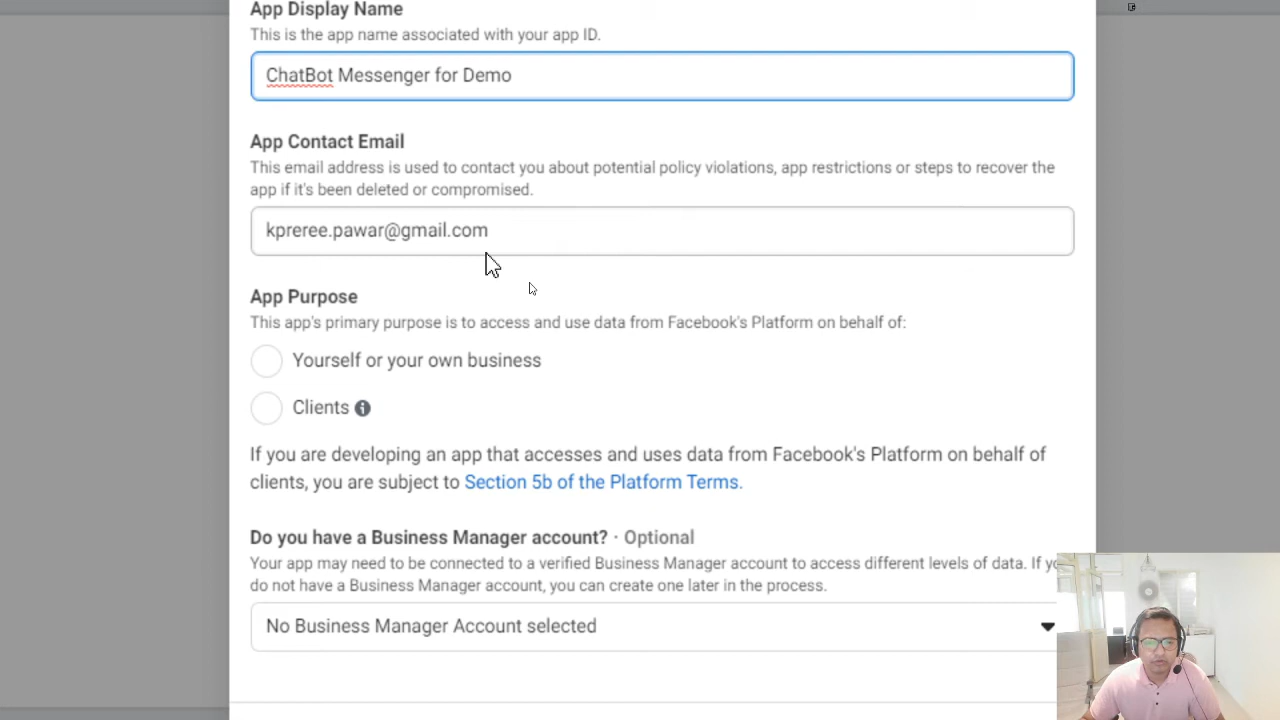 App Display Name
This is the app name associated with your app ID.
ChatBot Messenger for Demo
App Contact Email
This email address is used to contact you about potential policy violations, app restrictions or steps to recover the
app if it's been deleted or compromised.
kpreree.pawar@gmail.com
App Purpose
This app's primary purpose is to access and use data from Facebook's Platform on behalf of:
Yourself or your own business
Clients
If you are developing an app that accesses and uses data from Facebook's Platform on behalf of
clients, you are subject to Section 5b of the Platform Terms.
Do you have a Business Manager account? · Optional
Your app may need to be connected to a verified Business Manager account to access different levels of data. If yo
do not have a Business Manager account, you can create one later in the process.
No Business Manager Account selected